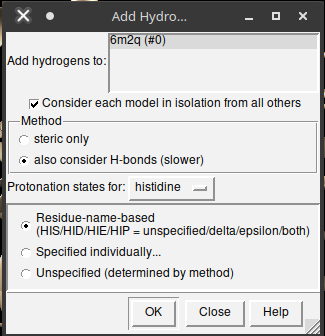 Add Hydro...
6m2q (#0)
Add hydrogens to:
Consider each model in isolation from all others
Method
steric only
also consider H-bonds (slower)
Protonation states for: histidine
Residue-name-based
(HIS/HID/HIE/HIP = unspecified/delta/epsilon/both)
Specified individually...
Unspecified (determined by method)
OK Close Help